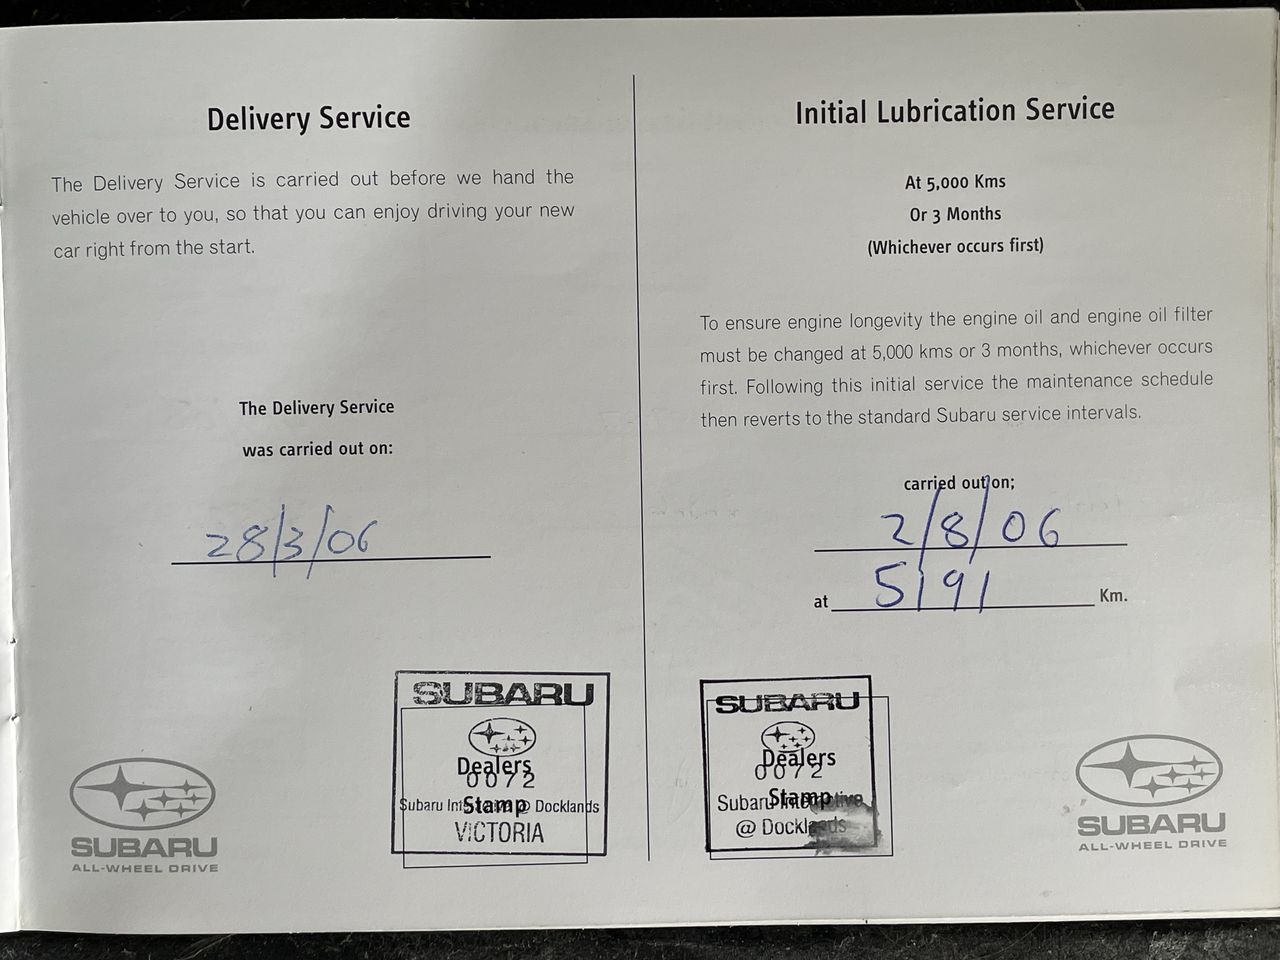 Delivery Service
The Delivery Service is carried out before we hand the
vehicle over to you, so that you can enjoy driving your new
car right from the start.
The Delivery Service
was carried out on:
28/3/06
SUBARU
Dealers
0072
Stamp
Subaru @ Docklands
VICTORIA
SUBARU
ALL-WHEEL DRIVE
Initial Lubrication Service
At 5,000 Kms
Or 3 Months
(Whichever occurs first)
To ensure engine longevity the engine oil and engine oil filter
must be changed at 5,000 kms or 3 months, whichever occurs
first. Following this initial service the maintenance schedule
then reverts to the standard Subaru service intervals.
carried out on;
2/8/06
at 5191 Km.
SUBARU
Dealers
0072
Stamp
Subaru
@ Docklands
SUBARU
ALL-WHEEL DRIVE